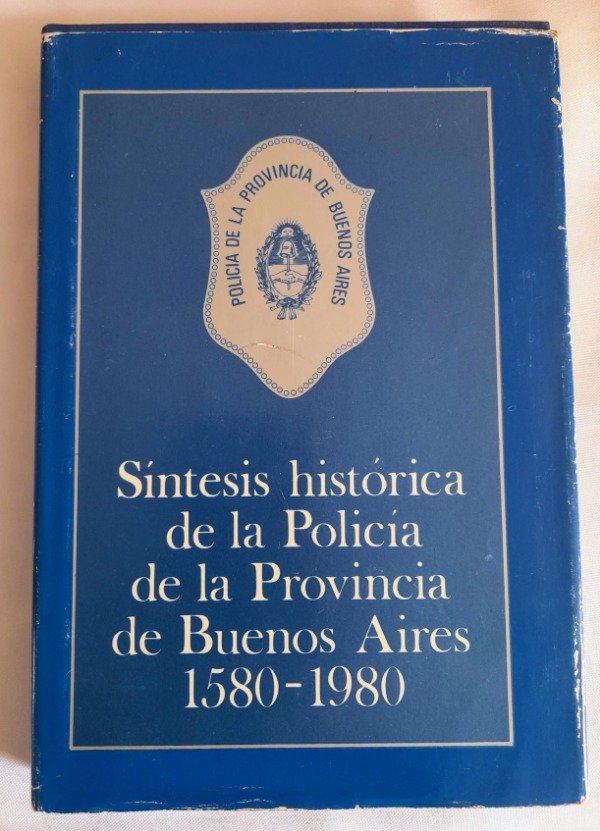 POLICIA DE LA PROVINCIA DE BUENOS AIRES
Síntesis histórica
de la Policía
de la Provincia
de Buenos Aires
1580-1980